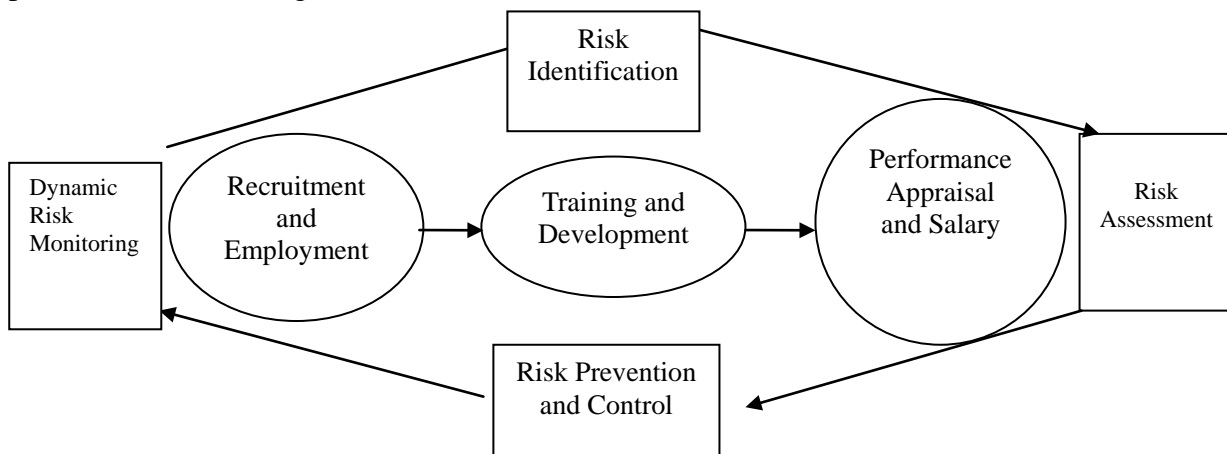 Risk
Identification
Dynamic
Risk
Monitoring
Recruitment
and
Employment
Training and
Development
Performance
Appraisal
and Salary
Risk
Assessment
Risk Prevention
and Control